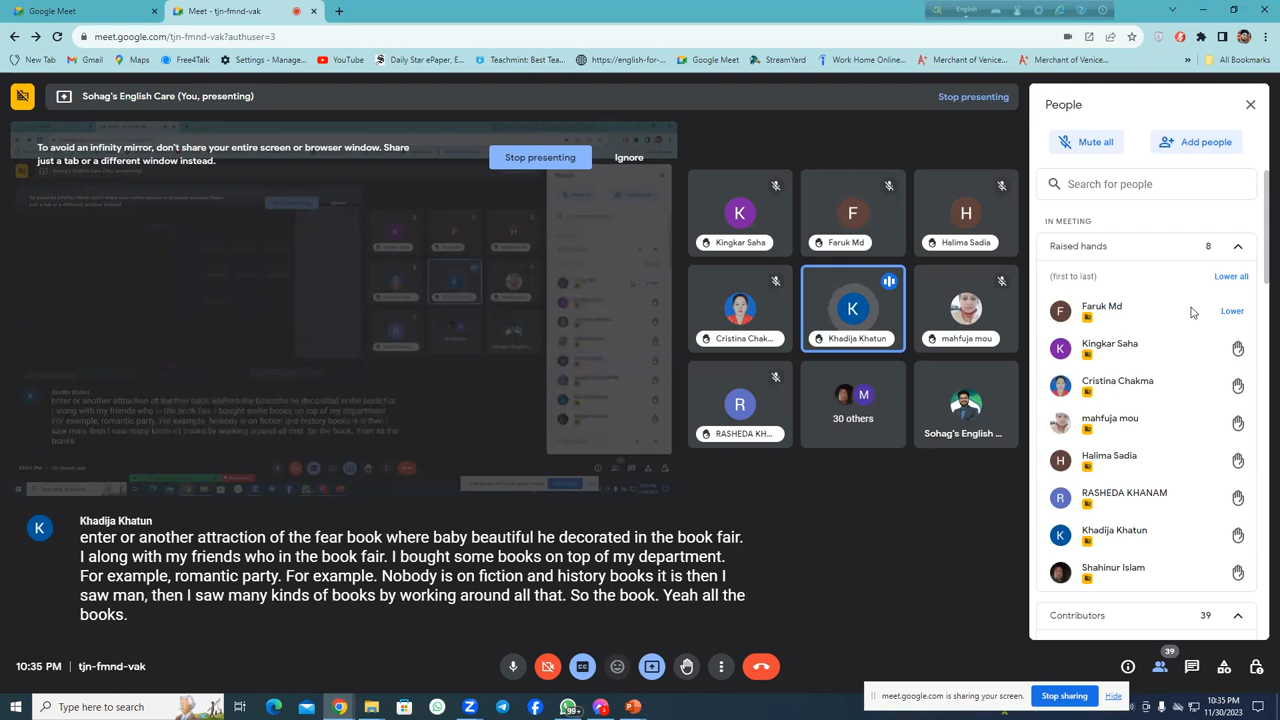 Google Meet
Meet - tjn-fmnd-vak
English
meet.google.com/tjn-fmnd-vak?authuser=3
New Tab
Gmail
Maps
Free4Talk
Settings - Manage...
YouTube
Daily Star ePaper, E...
Teachmint: Best Tea...
https://english-for-...
Google Meet
StreamYard
Work Home Online...
Merchant of Venice...
Merchant of Venice...
»
All Bookmarks
Sohag's English Care (You, presenting)
Stop presenting
To avoid an infinity mirror, don't share your entire screen or browser window. Share
just a tab or a different window instead.
Stop presenting
Ignore
K
Kingkar Saha
F
Faruk Md
H
Halima Sadia
Cristina Chak...
K
Khadija Khatun
mahfuja mou
R
RASHEDA KH...
M
30 others
Sohag's English ...
Khadija Khatun
K
enter or another attraction of the fear book was baby beautiful he decorated in the book fair.
I along with my friends who in the book fair. I bought some books on top of my department.
For example, romantic party. For example. Nobody is on fiction and history books it is then I
saw man, then I saw many kinds of books by working around all that. So the book. Yeah all the
books.
People
Mute all
Add people
Search for people
IN MEETING
Raised hands 8
(first to last)
Lower all
F
Faruk Md
Lower
K
Kingkar Saha
Cristina Chakma
mahfuja mou
H
Halima Sadia
R
RASHEDA KHANAM
K
Khadija Khatun
Shahinur Islam
Contributors 39
10:35 PM | tjn-fmnd-vak
39
meet.google.com is sharing your screen.
Stop sharing
Hide
Type here to search
99+
10:35 PM
11/30/2023